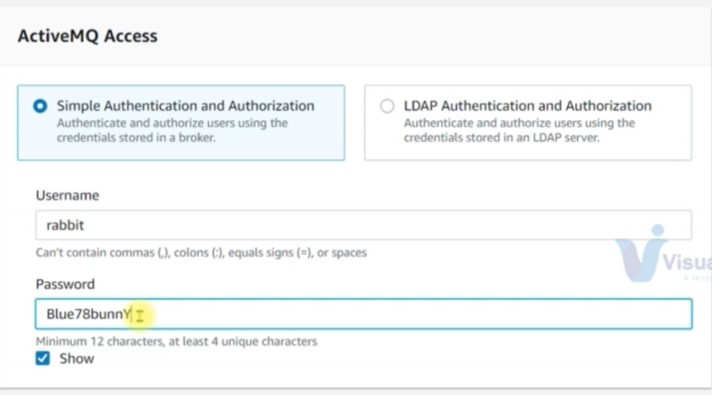 ActiveMQ Access
Simple Authentication and Authorization
Authenticate and authorize users using the
credentials stored in a broker.
LDAP Authentication and Authorization
Authenticate and authorize users using the
credentials stored in an LDAP server.
Username
rabbit
Can't contain commas (,), colons (:), equals signs (=), or spaces
Visua
Password
Blue78bunnY
Minimum 12 characters, at least 4 unique characters
Show